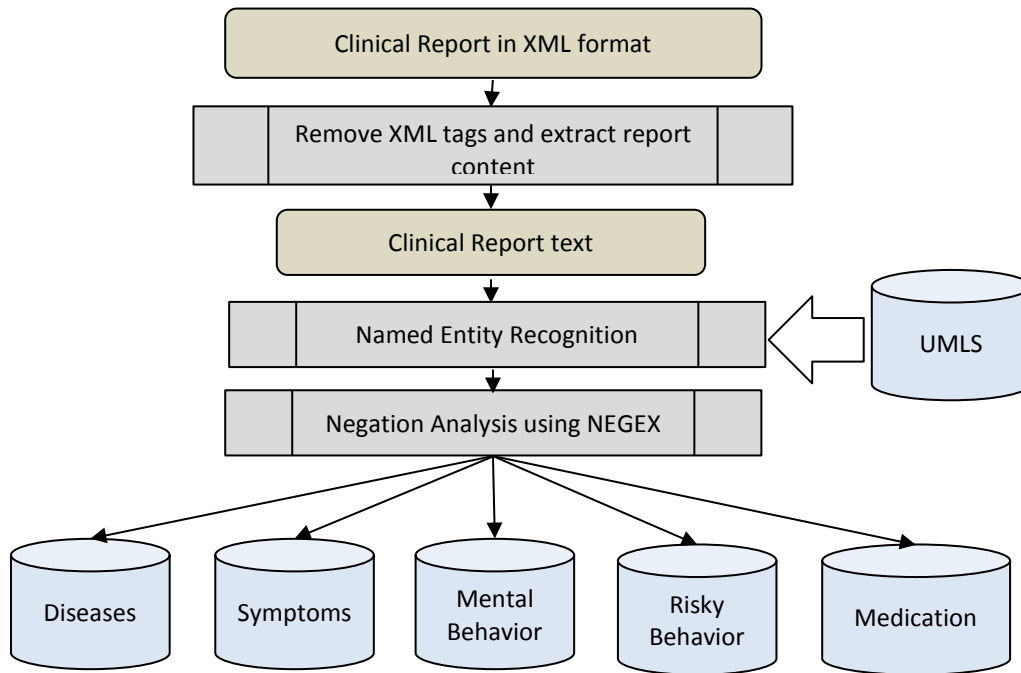 Clinical Report in XML format
Remove XML tags and extract report
content
Clinical Report text
Named Entity Recognition
UMLS
Negation Analysis using NEGEX
Diseases
Symptoms
Mental
Behavior
Risky
Behavior
Medication